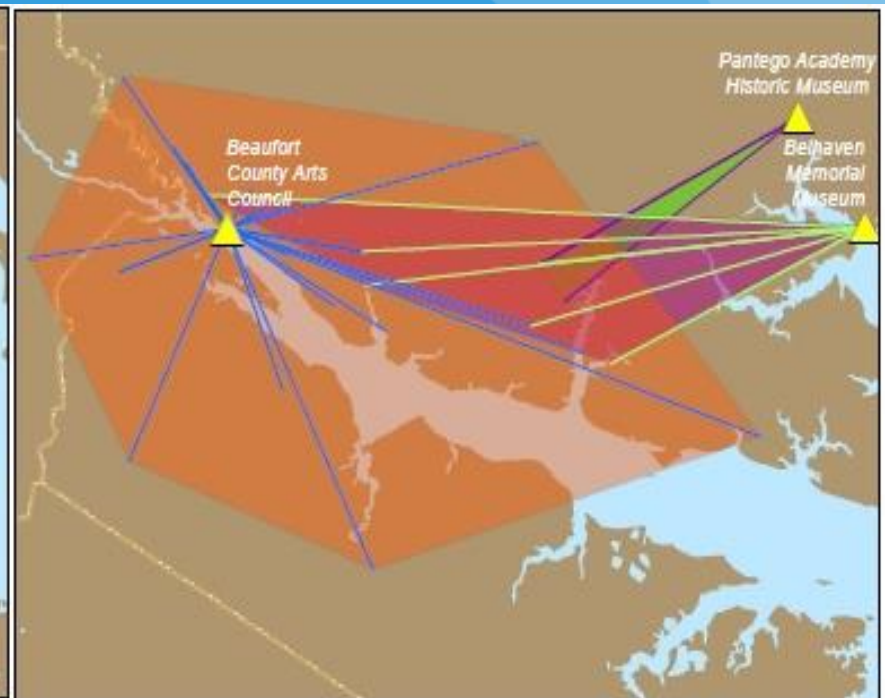 Pantego Academy
Historic Museum
Beaufort
County Arts
Council
Belhaven
Memorial
Museum